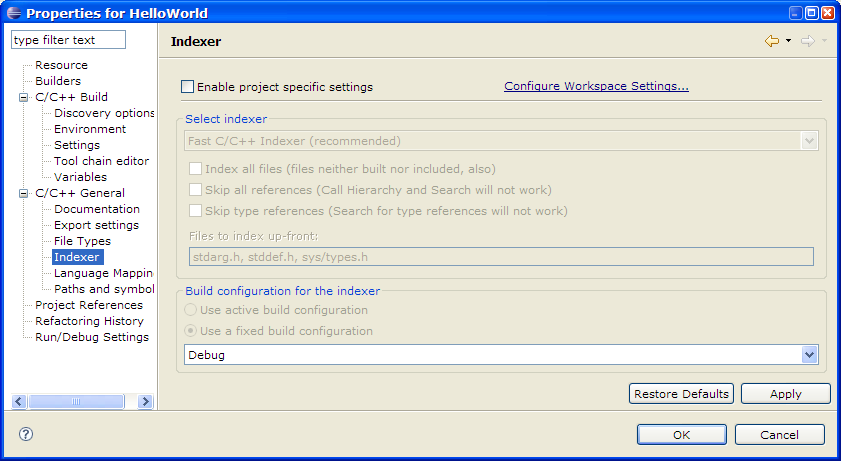 Properties for HelloWorld
type filter text
Resource
Builders
C/C++ Build
Discovery options
Environment
Settings
Tool chain editor
Variables
C/C++ General
Documentation
Export settings
File Types
Indexer
Language Mappin
Paths and symbol
Project References
Refactoring History
Run/Debug Settings
Indexer
Enable project specific settings
Configure Workspace Settings...
Select indexer
Fast C/C++ Indexer (recommended)
Index all files (files neither built nor included, also)
Skip all references (Call Hierarchy and Search will not work)
Skip type references (Search for type references will not work)
Files to index up-front:
stdarg.h, stddef.h, sys/types.h
Build configuration for the indexer
Use active build configuration
Use a fixed build configuration
Debug
Restore Defaults
Apply
?
OK
Cancel